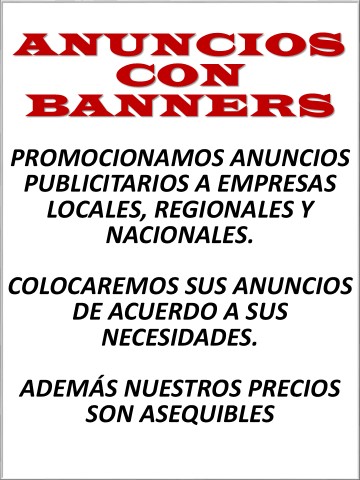 ANUNCIOS
CON
BANNERS
PROMOCIONAMOS ANUNCIOS
PUBLICITARIOS A EMPRESAS
LOCALES, REGIONALES Y
NACIONALES.
COLOCAREMOS SUS ANUNCIOS
DE ACUERDO A SUS
NECESIDADES.
ADEMÁS NUESTROS PRECIOS
SON ASEQUIBLES